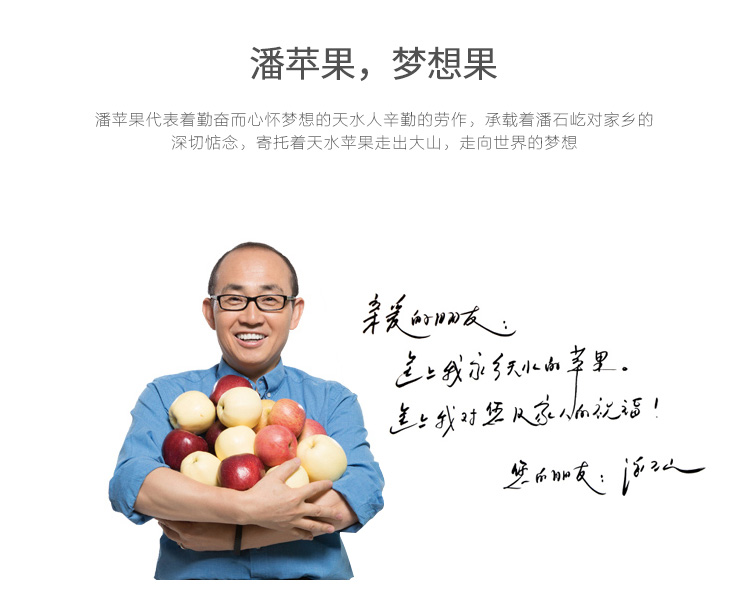 潘苹果，梦想果
潘苹果代表着勤奋而心怀梦想的天水人辛勤的劳作，承载着潘石屹对家乡的
深切惦念，寄托着天水苹果走出大山，走向世界的梦想
亲爱的朋友：
送上我家乡天水的苹果。
送上我对您及家人的祝福！
您的朋友：潘石屹